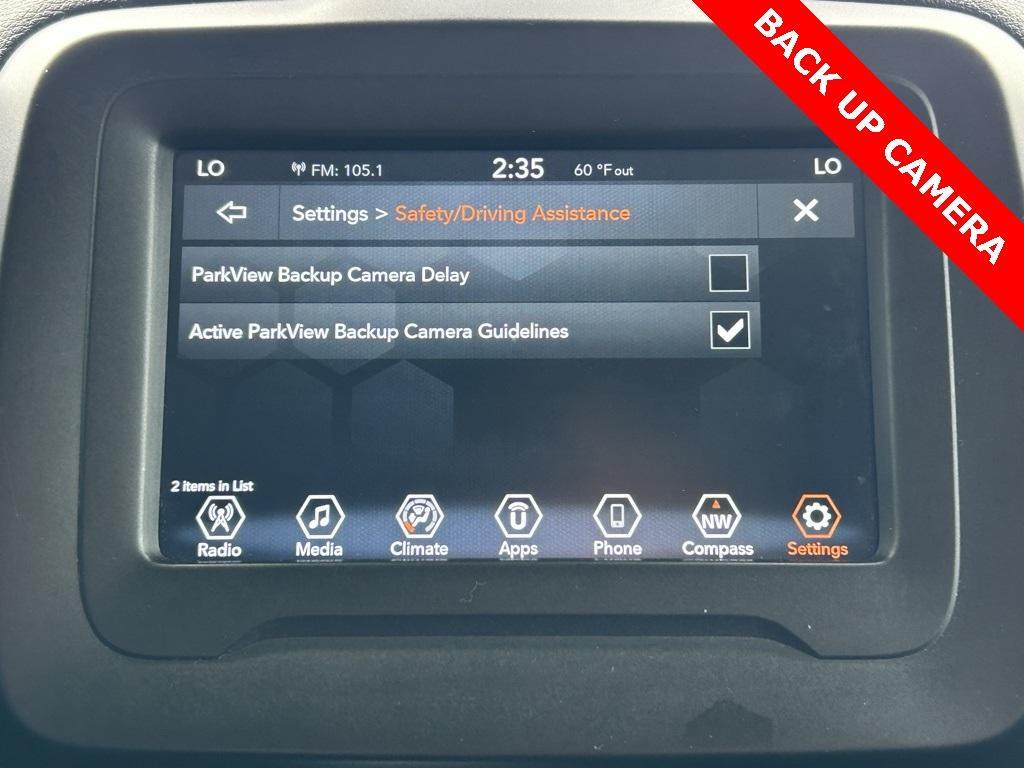 BACK UP CAMERA
LO FM: 105.1 2:35 60 °F out LO
Settings > Safety/Driving Assistance
ParkView Backup Camera Delay
Active ParkView Backup Camera Guidelines
2 items in List
NW
Radio Media Climate Apps Phone Compass Settings